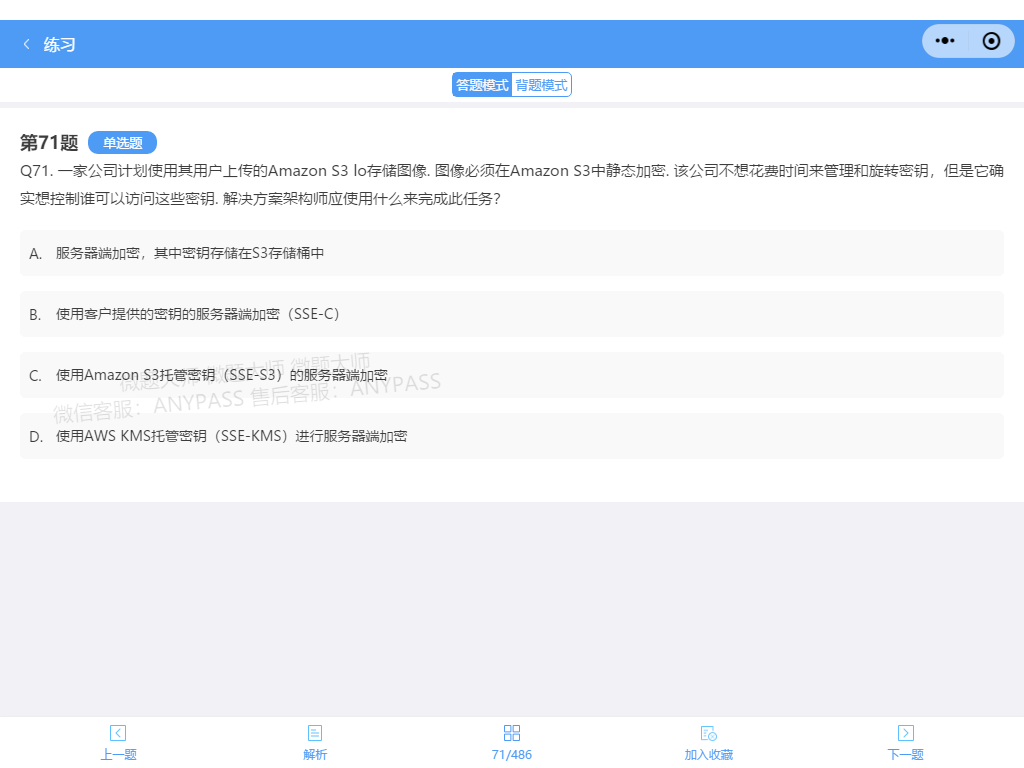 练习
答题模式 背题模式
第71题 单选题
Q71. 一家公司计划使用其用户上传的Amazon S3 lo存储图像. 图像必须在Amazon S3中静态加密. 该公司不想花费时间来管理和旋转密钥，但是它确
实想控制谁可以访问这些密钥. 解决方案架构师应使用什么来完成此任务？
A. 服务器端加密，其中密钥存储在S3存储桶中
B. 使用客户提供的密钥的服务器端加密（SSE-C）
C. 使用Amazon S3托管密钥（SSE-S3）的服务器端加密
微题大师 微题大师 微题大师
微信客服：ANYPASS 售后客服：ANYPASS
D. 使用AWS KMS托管密钥（SSE-KMS）进行服务器端加密
上一题 解析 71/486 加入收藏 下一题